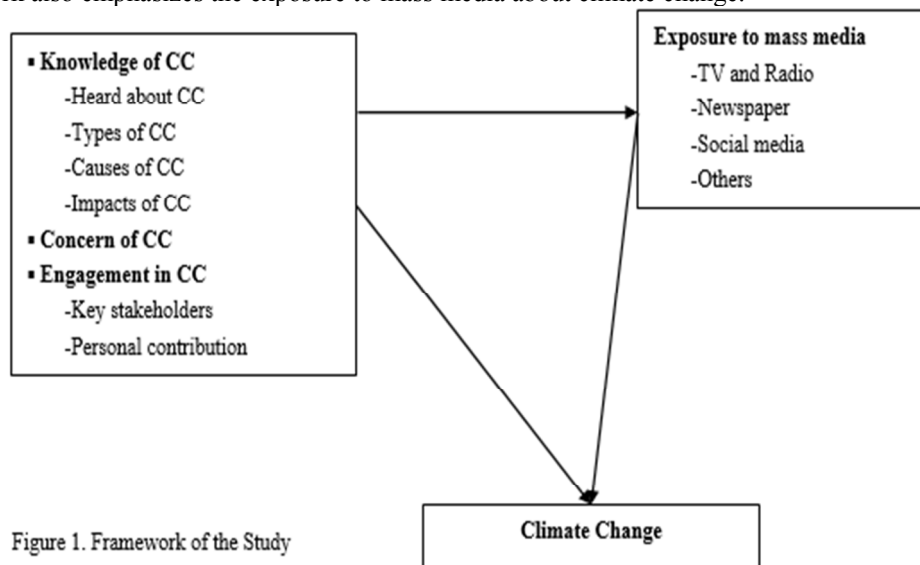 also emphasizes the exposure to mass media about climate change.
▪ Knowledge of CC
-Heard about CC
-Types of CC
-Causes of CC
-Impacts of CC
▪ Concern of CC
▪ Engagement in CC
-Key stakeholders
-Personal contribution
Exposure to mass media
-TV and Radio
-Newspaper
-Social media
-Others
Climate Change
Figure 1. Framework of the Study